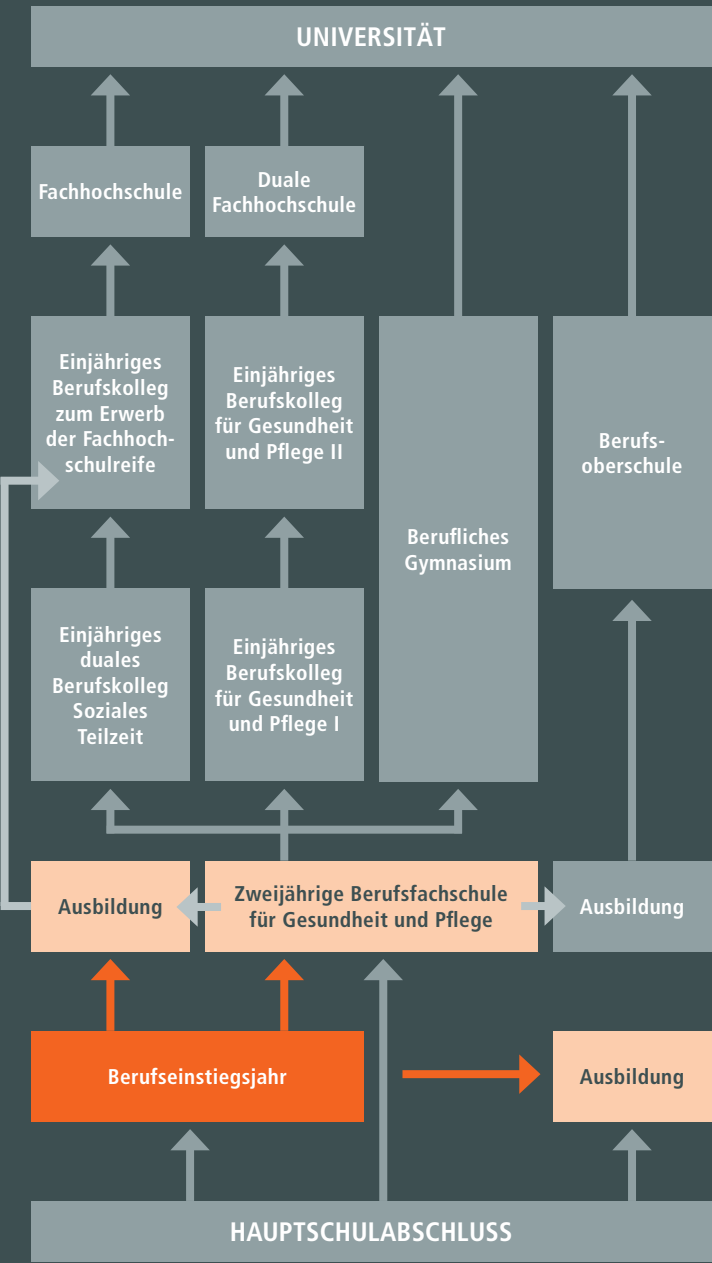 UNIVERSITÄT
Fachhochschule
Duale
Fachhochschule
Einjähriges
Berufskolleg
zum Erwerb
der Fachhoch-
schulreife
Einjähriges
Berufskolleg
für Gesundheit
und Pflege II
Berufliches
Gymnasium
Berufs-
oberschule
Einjähriges
duales
Berufskolleg
Soziales
Teilzeit
Einjähriges
Berufskolleg
für Gesundheit
und Pflege I
Ausbildung
Zweijährige Berufsfachschule
für Gesundheit und Pflege
Ausbildung
Berufseinstiegsjahr
Ausbildung
HAUPTSCHULABSCHLUSS